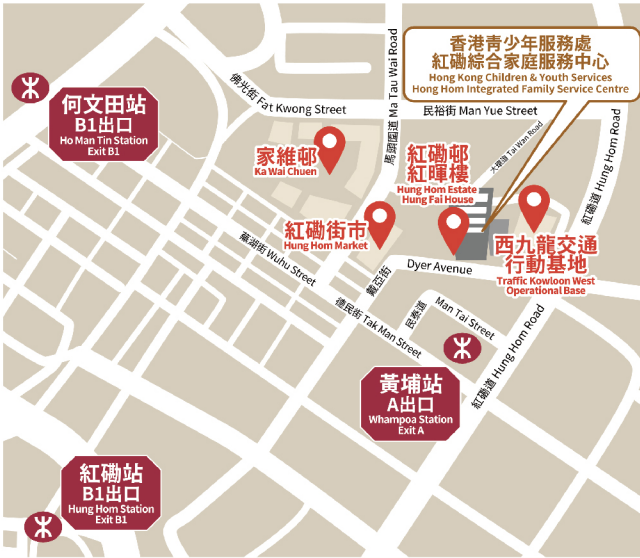 香港青少年服務處
紅磡綜合家庭服務中心
Hong Kong Children & Youth Services
Hong Hom Integrated Family Service Centre
何文田站
B1出口
Ho Man Tin Station
Exit B1
佛光街 Fat Kwong Street
馬頭圍道 Ma Tau Wai Road
民裕街 Man Yue Street
大環道 Tai Wan Road
紅磡道 Hung Hom Road
家維邨
Ka Wai Chuen
紅磡邨
紅暉樓
Hung Hom Estate
Hung Fai House
紅磡街市
Hung Hom Market
西九龍交通
行動基地
Traffic Kowloon West
Operational Base
蕪湖街 Wuhu Street
戴亞街
Dyer Avenue
德民街 Tak Man Street
民泰道
Man Tai Street
紅磡道 Hung Hom Road
黃埔站
A出口
Whampoa Station
Exit A
紅磡站
B1出口
Hung Hom Station
Exit B1